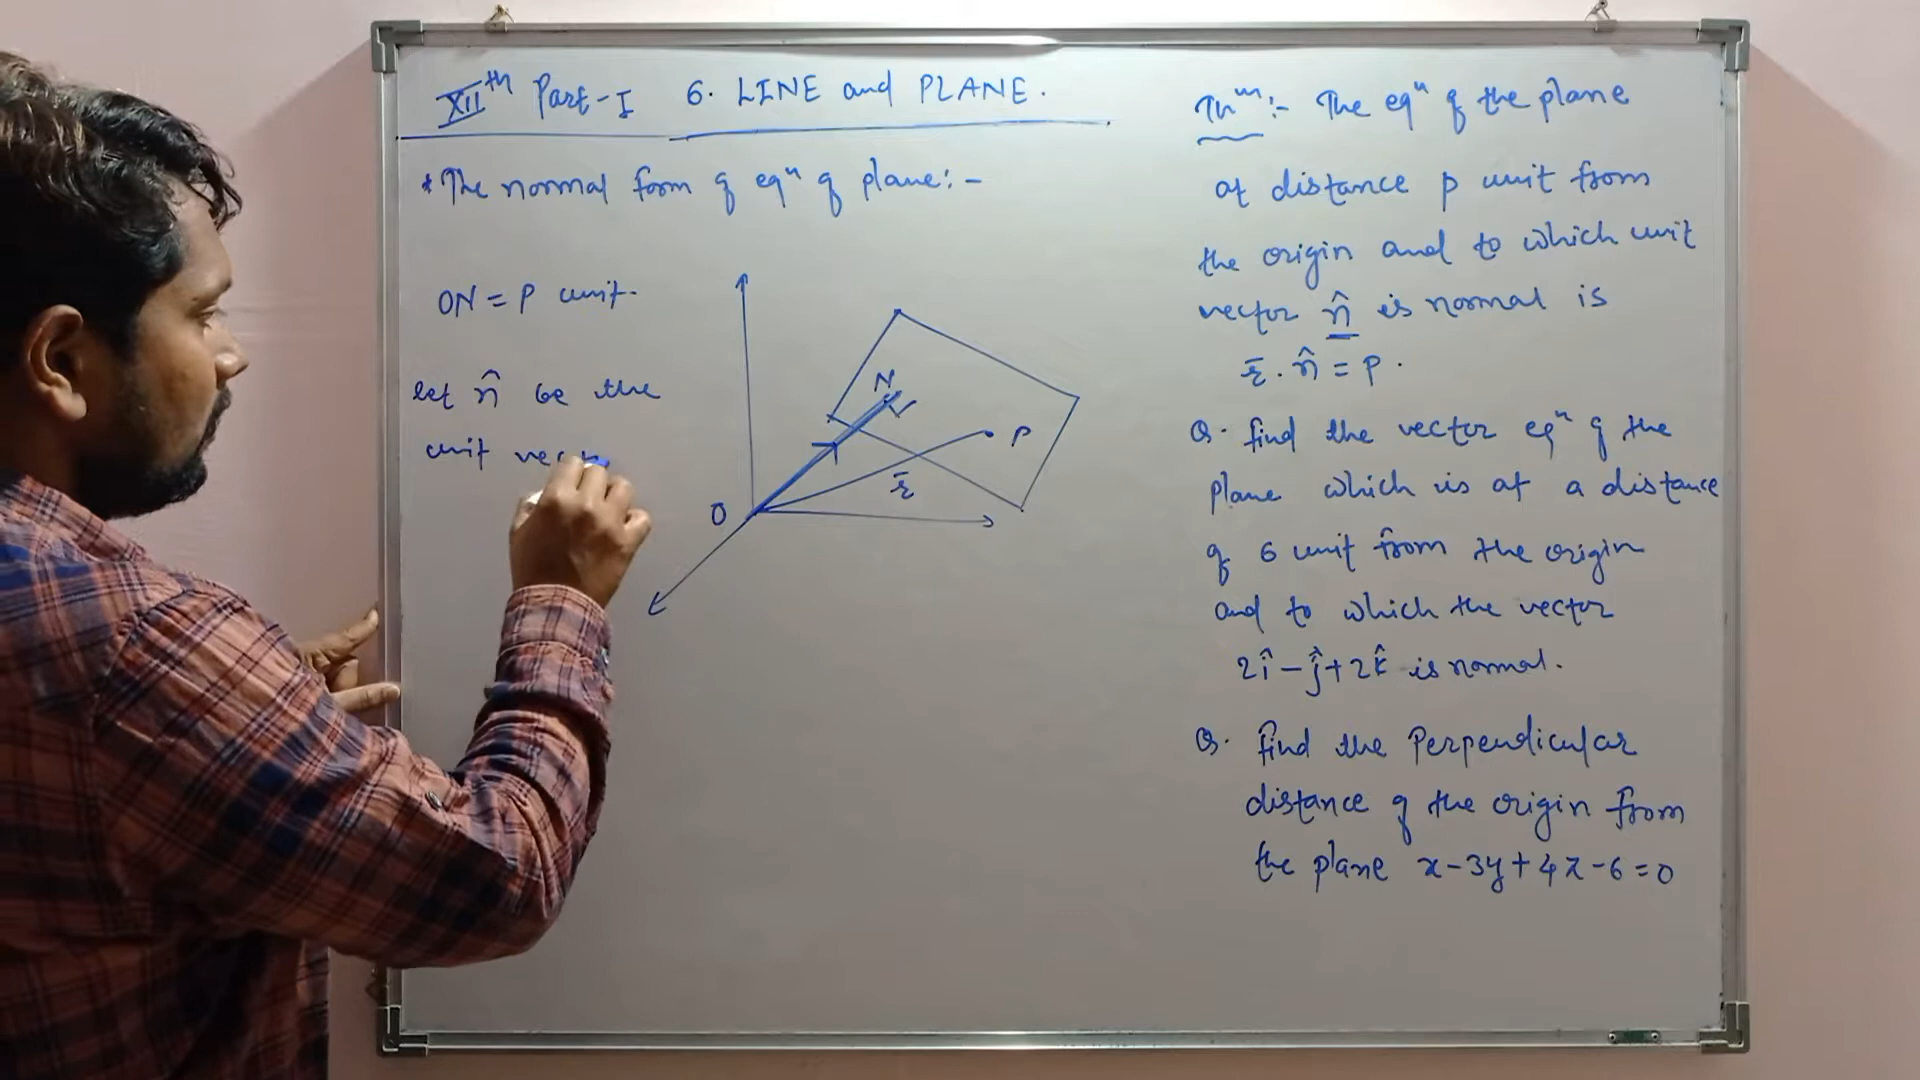 XIIth Part-I 6. LINE and PLANE.
* The normal form of eqn of plane:-
ON = P unit.
let n̂ be the
unit vect
N
P
r̄
O
Thm:- The eqn of the plane
at distance p unit from
the origin and to which unit
vector n̂ is normal is
r̄. n̂ = p.
Q. find the vector eqn of the
plane which is at a distance
of 6 unit from the origin
and to which the vector
2î - ĵ + 2k̂ is normal.
Q. find the Perpendicular
distance of the origin from
the plane x-3y+4z-6=0